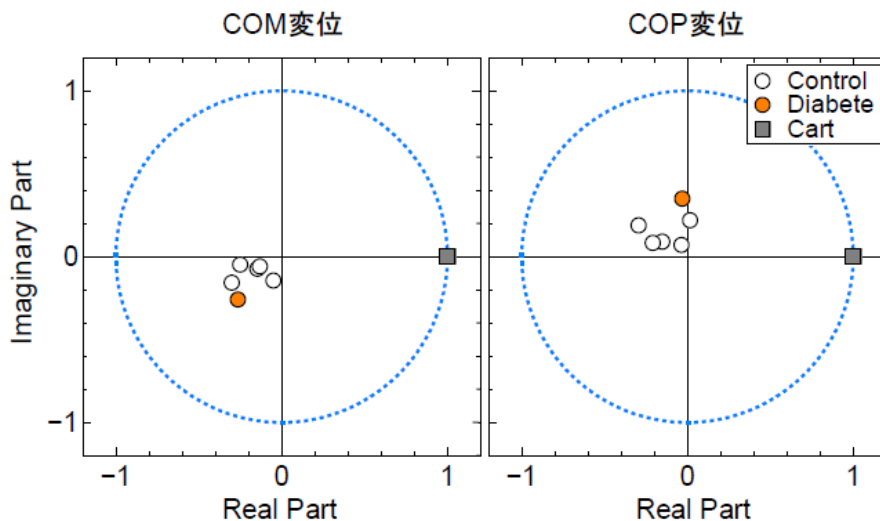 COM変位
COP変位
Control
Diabete
Cart
1
0
−1
Imaginary Part
−1
0
1
−1
0
1
Real Part
Real Part